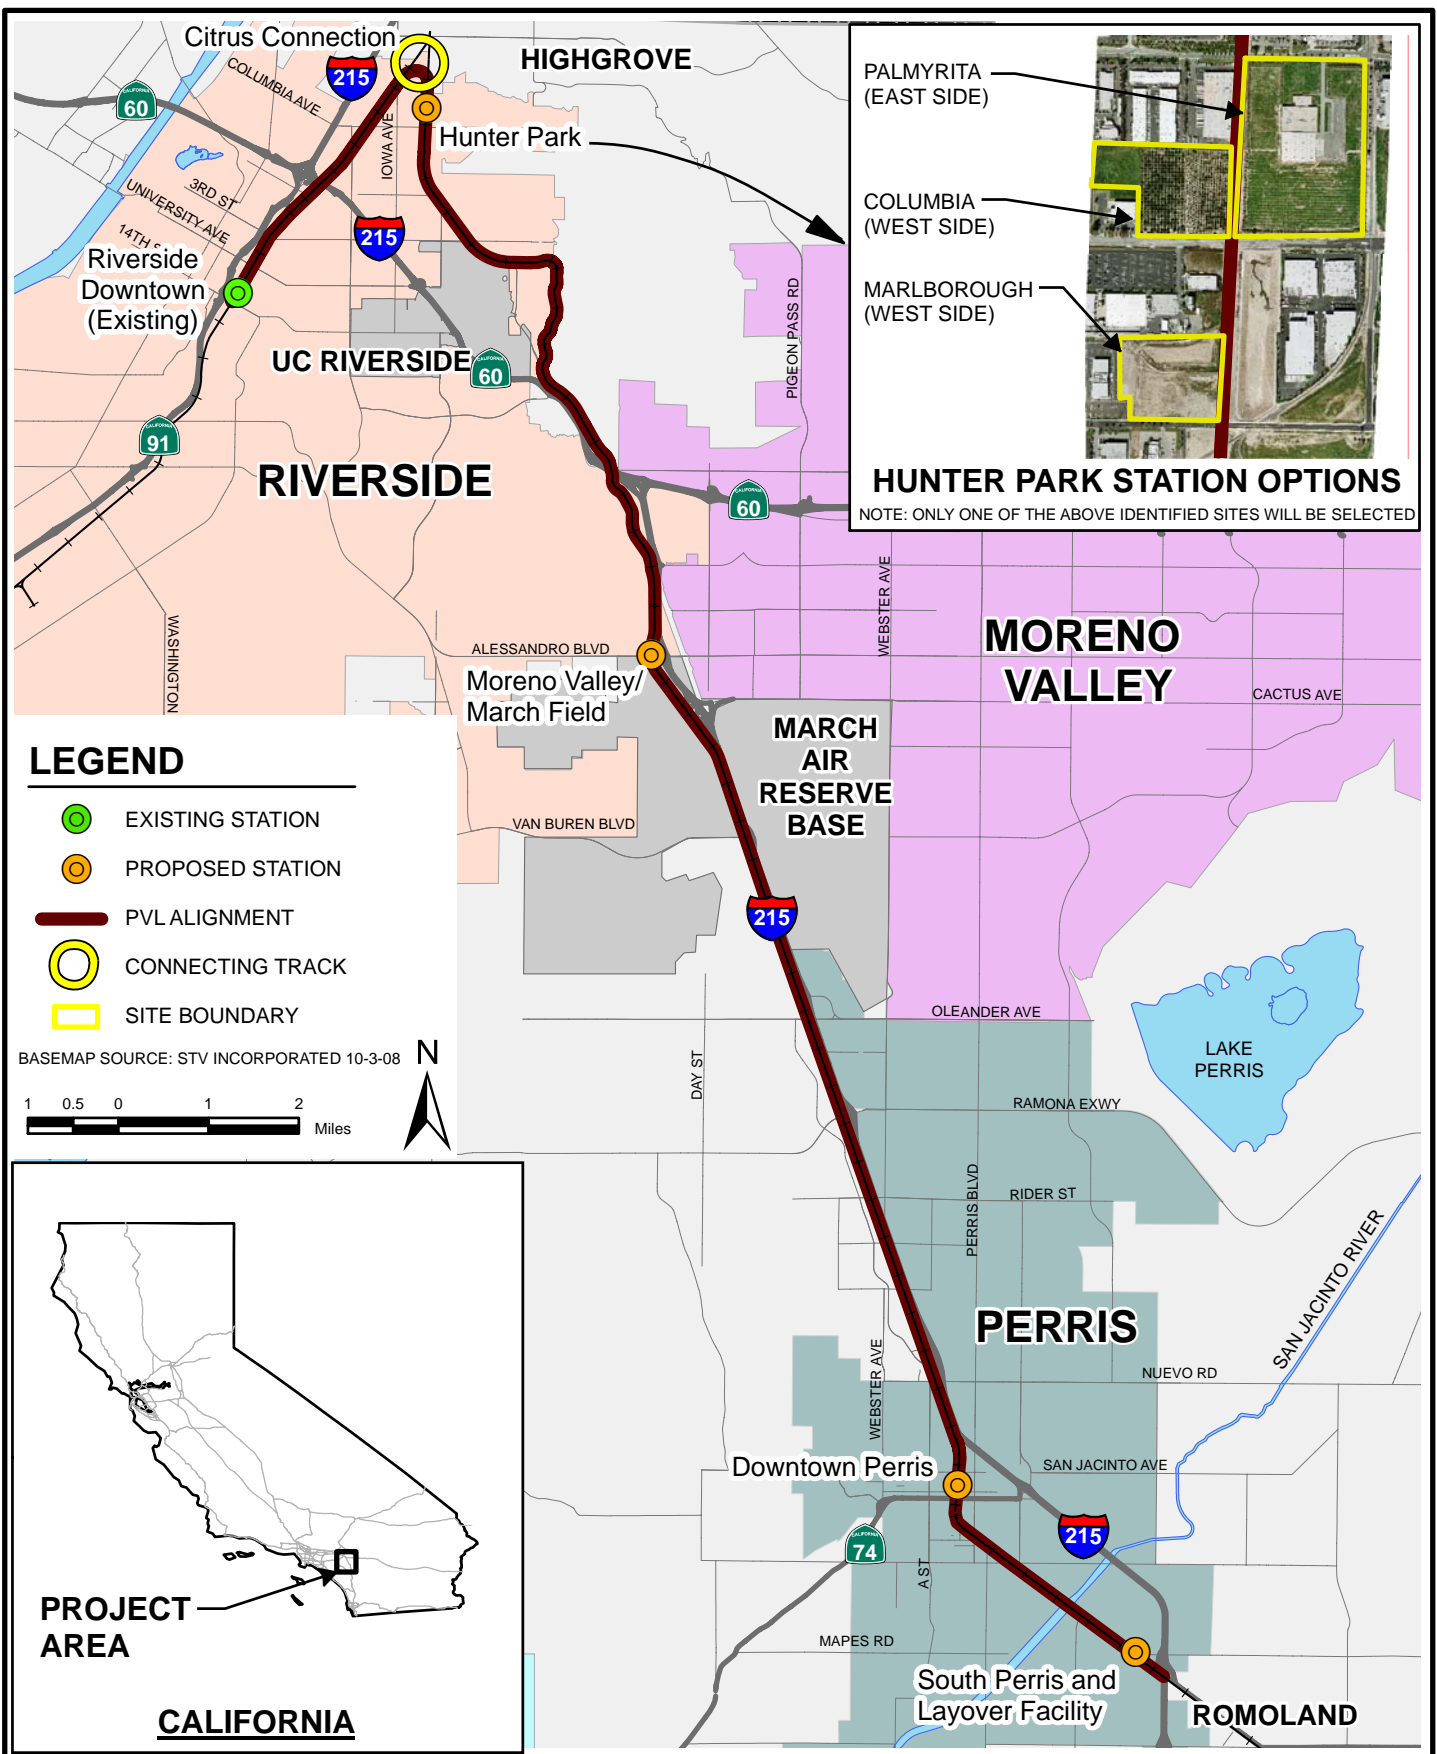 Citrus Connection
HIGHGROVE
215
60
COLUMBIA AVE
IOWA AVE
Hunter Park
3RD ST
UNIVERSITY AVE
14TH S
215
Riverside
Downtown
(Existing)
UC RIVERSIDE
CALIFORNIA
60
PIGEON PASS RD
CALIFORNIA
91
RIVERSIDE
CALIFORNIA
60
PALMYRITA
(EAST SIDE)
COLUMBIA
(WEST SIDE)
MARLBOROUGH
(WEST SIDE)
HUNTER PARK STATION OPTIONS
NOTE: ONLY ONE OF THE ABOVE IDENTIFIED SITES WILL BE SELECTED
WASHINGTON
WEBSTER AVE
ALESSANDRO BLVD
MORENO
VALLEY
Moreno Valley/
March Field
CACTUS AVE
MARCH
AIR
RESERVE
BASE
VAN BUREN BLVD
215
LEGEND
EXISTING STATION
PROPOSED STATION
PVL ALIGNMENT
CONNECTING TRACK
SITE BOUNDARY
BASEMAP SOURCE: STV INCORPORATED 10-3-08
N
1 0.5 0 1 2
Miles
OLEANDER AVE
LAKE
PERRIS
DAY ST
RAMONA EXWY
PERRIS BLVD
RIDER ST
SAN JACINTO RIVER
PERRIS
WEBSTER AVE
NUEVO RD
Downtown Perris
SAN JACINTO AVE
215
CALIFORNIA
74
A ST
MAPES RD
South Perris and
Layover Facility
ROMOLAND
PROJECT
AREA
CALIFORNIA